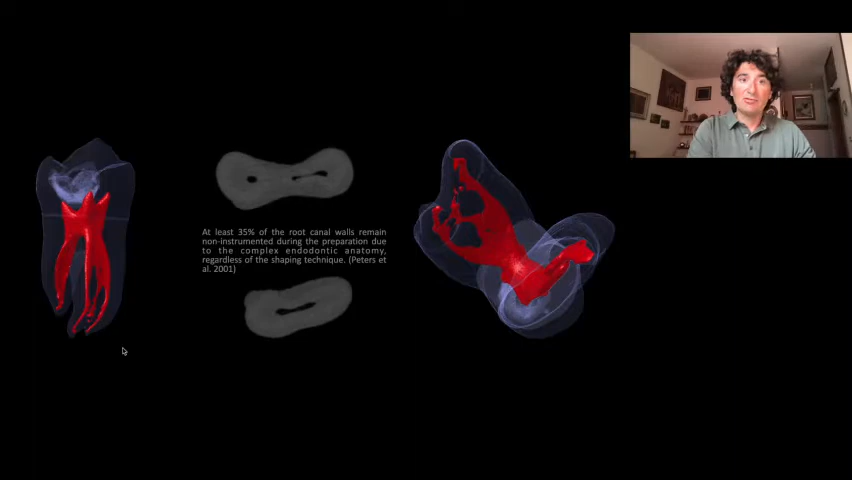 At least 35% of the root canal walls remain
non-instrumented during the preparation due
to the complex endodontic anatomy,
regardless of the shaping technique. (Peters et
al. 2001)